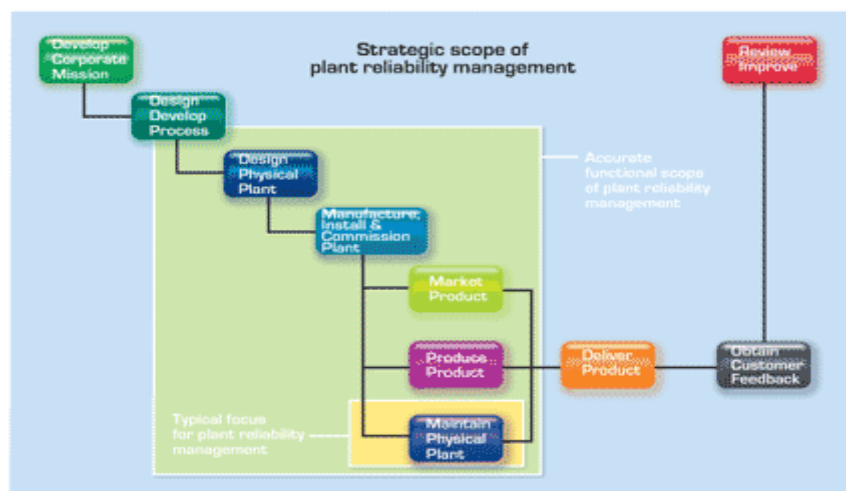 Strategic scope of
plant reliability management
Develop
Corporate
Mission
Design
Develop
Process
Design
Physical
Plant
Manufacture,
Install &
Commission
Plant
Market
Product
Produce
Product
Maintain
Physical
Plant
Deliver
Product
Obtain
Customer
Feedback
Review
Improve
Accurate
functional scope
of plant reliability
management
Typical focus
for plant reliability
management